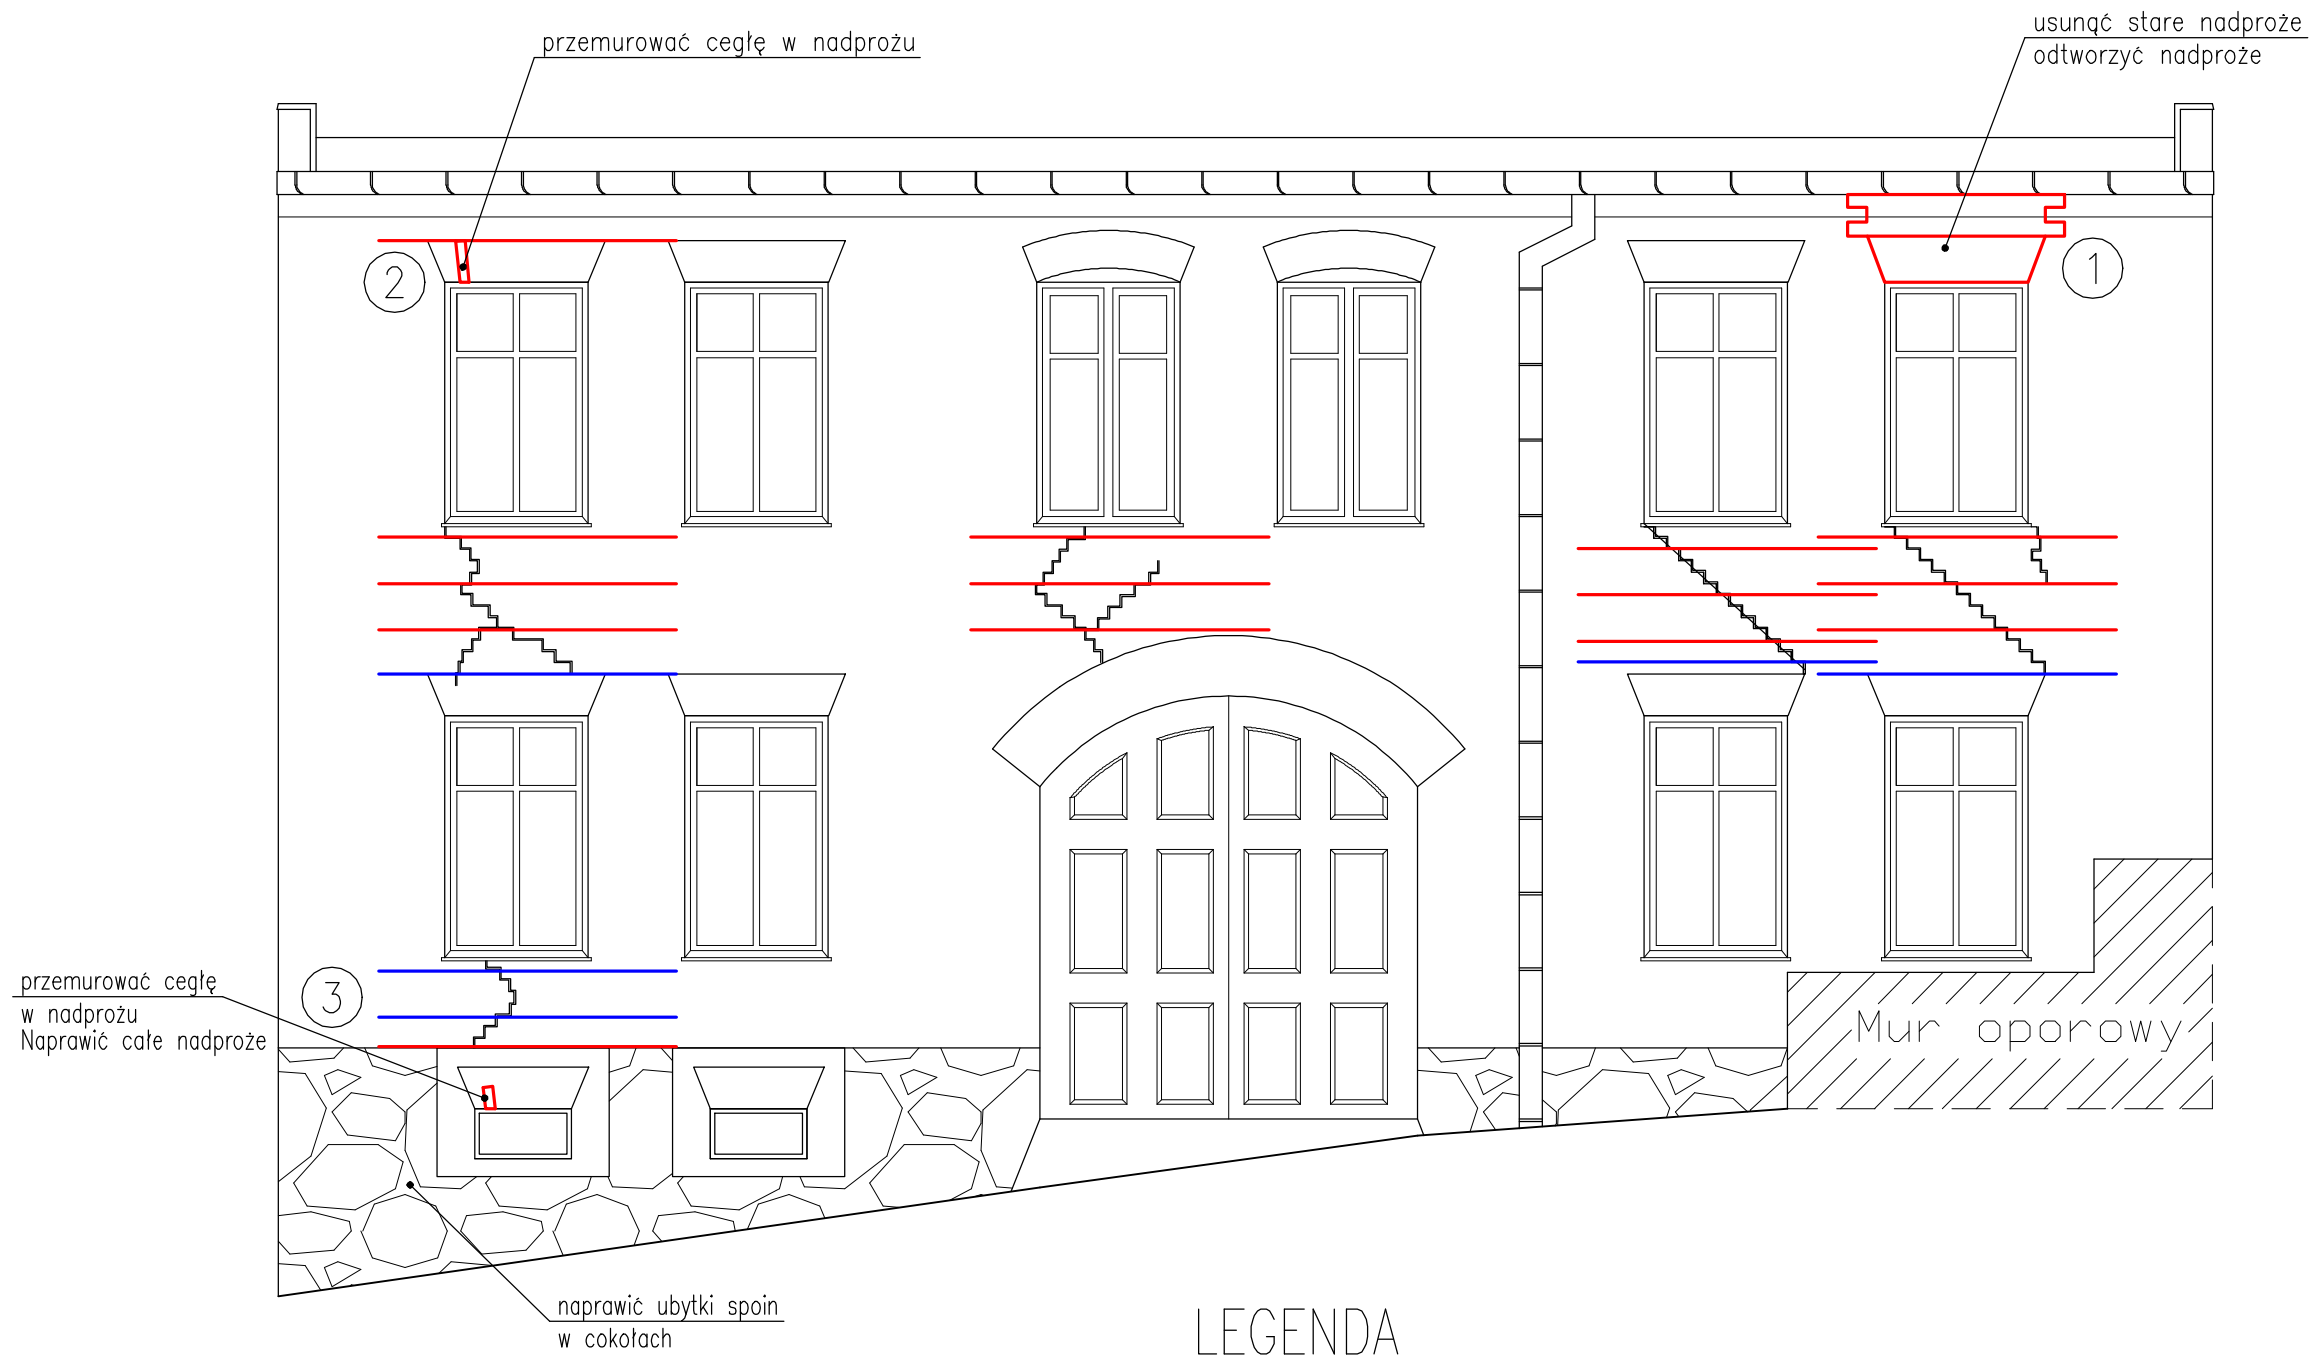 usunąć stare nadproże
odtworzyć nadproże
przemurować cegłę w nadprożu
2
1
przemurować cegłę
w nadprożu
Naprawić całe nadproże
3
Mur oporowy
naprawić ubytki spoin
w cokołach
LEGENDA